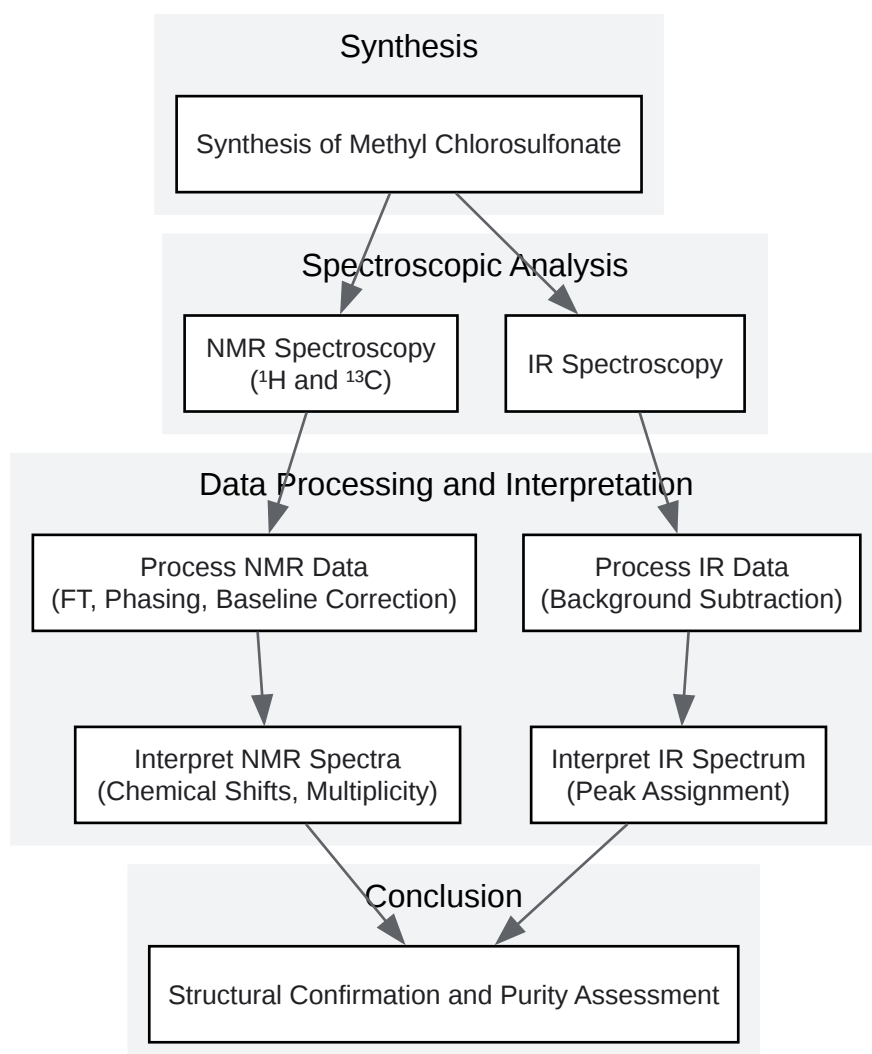 Synthesis
Synthesis of Methyl Chlorosulfonate
Spectroscopic Analysis
NMR Spectroscopy
(¹H and ¹³C)
IR Spectroscopy
Data Processing and Interpretation
Process NMR Data
(FT, Phasing, Baseline Correction)
Process IR Data
(Background Subtraction)
Interpret NMR Spectra
(Chemical Shifts, Multiplicity)
Interpret IR Spectrum
(Peak Assignment)
Conclusion
Structural Confirmation and Purity Assessment